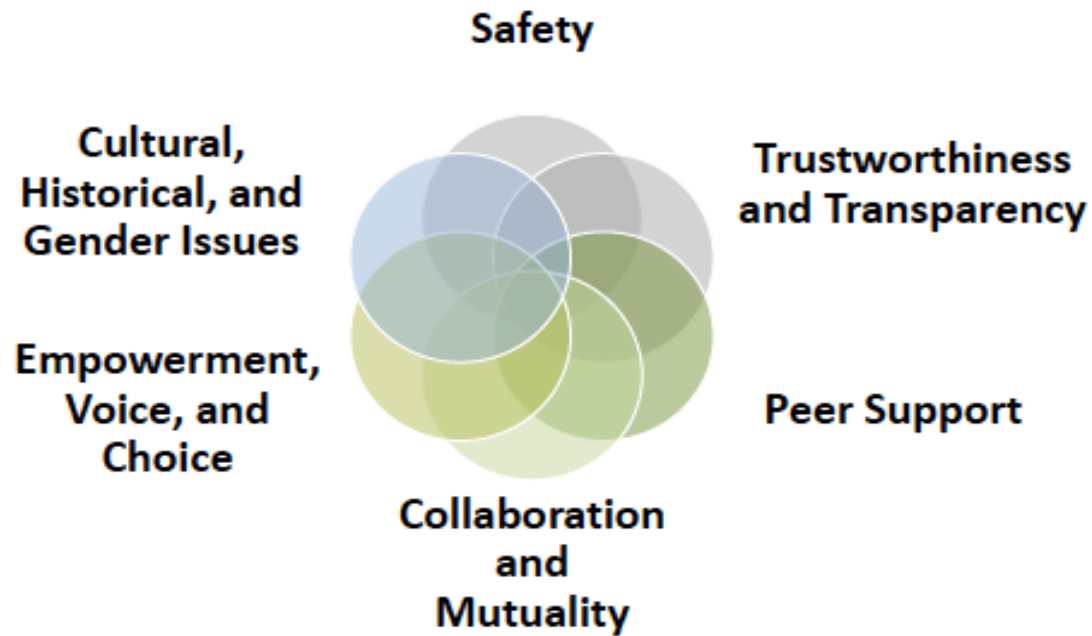 Safety
Trustworthiness
and Transparency
Peer Support
Collaboration
and
Mutuality
Empowerment,
Voice, and
Choice
Cultural,
Historical, and
Gender Issues